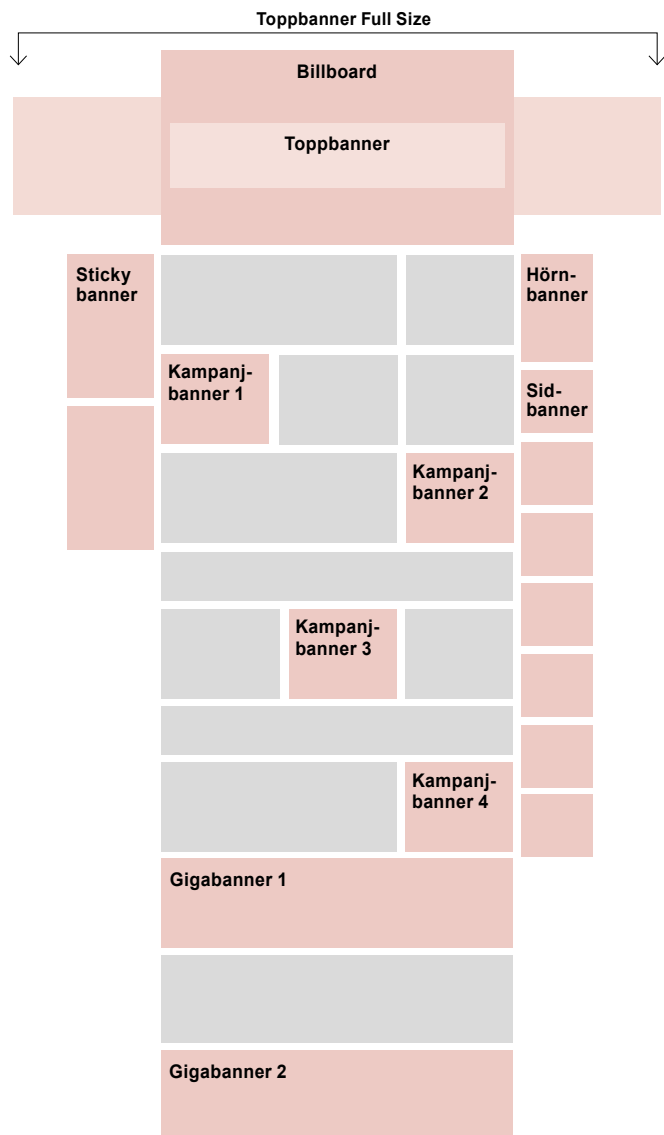 Toppbanner Full Size
Billboard
Toppbanner
Sticky
banner
Hörn-
banner
Kampanj-
banner 1
Sid-
banner
Kampanj-
banner 2
Kampanj-
banner 3
Kampanj-
banner 4
Gigabanner 1
Gigabanner 2